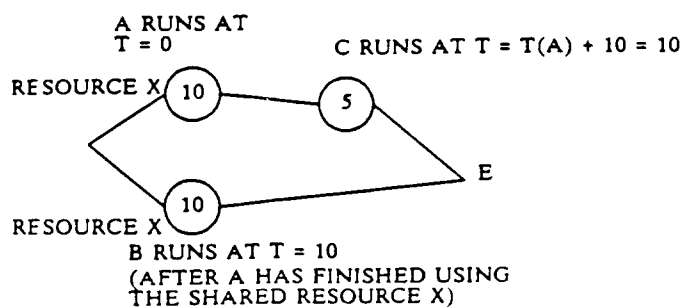 A RUNS AT
T = 0
C RUNS AT T = T(A) + 10 = 10
RESOURCE X
10
5
E
10
RESOURCE X
B RUNS AT T = 10
(AFTER A HAS FINISHED USING
THE SHARED RESOURCE X)